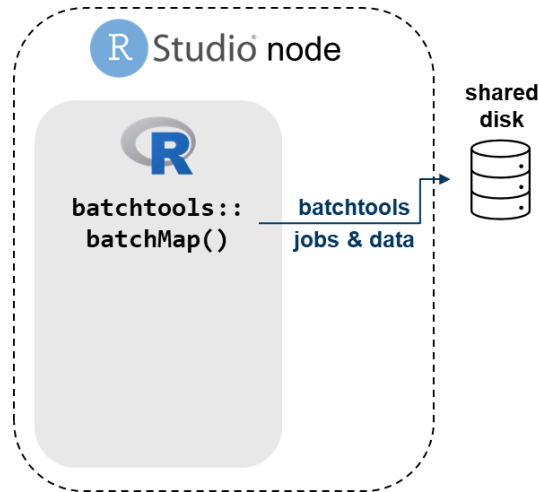 R Studio® node
shared
disk
R
batchtools::
batchMap()
batchtools
jobs & data